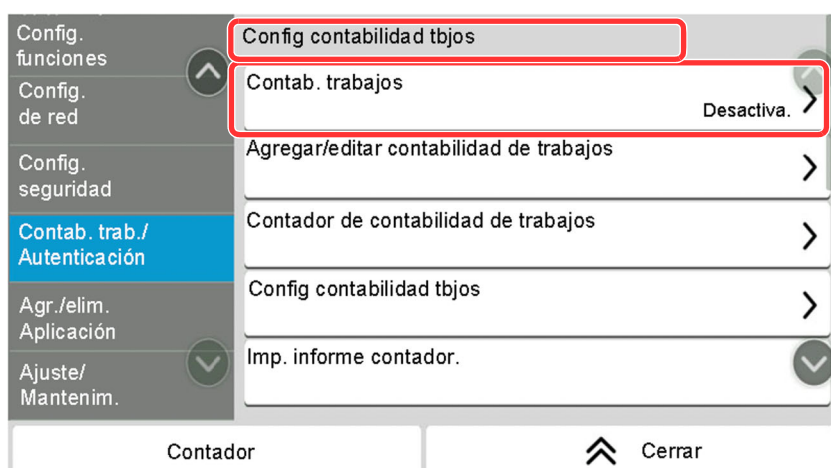 Config.
funciones
Config.
de red
Config.
seguridad
Contab. trab./
Autenticación
Agr./elim.
Aplicación
Ajuste/
Mantenim.
Config contabilidad tbjos
Contab. trabajos
Desactiva.
Agregar/editar contabilidad de trabajos
Contador de contabilidad de trabajos
Config contabilidad tbjos
Imp. informe contador.
Contador
Cerrar